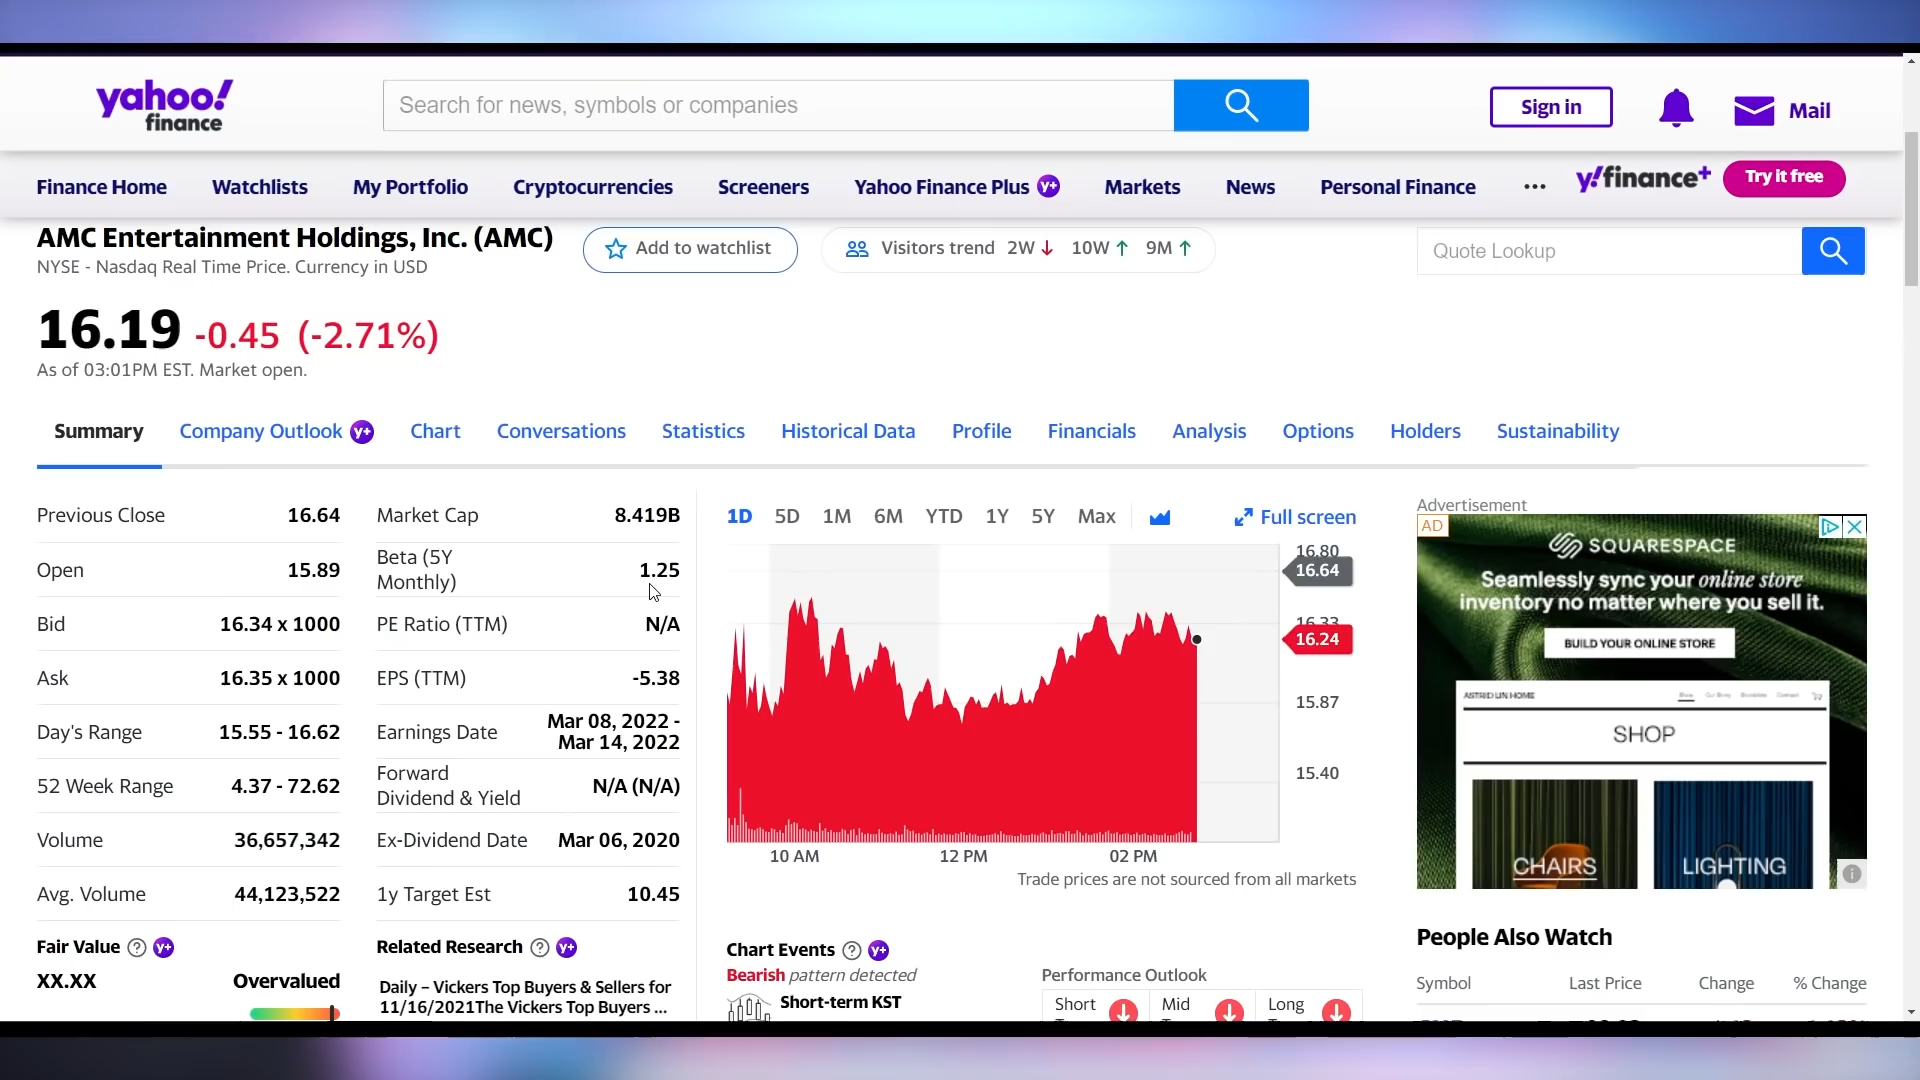 yahoo!
finance
Search for news, symbols or companies
Sign in
Mail
Finance Home
Watchlists
My Portfolio
Cryptocurrencies
Screeners
Yahoo Finance Plus y+
Markets
News
Personal Finance
...
y!finance+
Try it free
AMC Entertainment Holdings, Inc. (AMC)
NYSE - Nasdaq Real Time Price. Currency in USD
Add to watchlist
Visitors trend 2W ↓ 10W ↑ 9M ↑
Quote Lookup
16.19 -0.45 (-2.71%)
As of 03:01PM EST. Market open.
Summary
Company Outlook y+
Chart
Conversations
Statistics
Historical Data
Profile
Financials
Analysis
Options
Holders
Sustainability
Previous Close 16.64
Open 15.89
Bid 16.34 x 1000
Ask 16.35 x 1000
Day's Range 15.55 - 16.62
52 Week Range 4.37 - 72.62
Volume 36,657,342
Avg. Volume 44,123,522
Market Cap 8.419B
Beta (5Y
Monthly) 1.25
PE Ratio (TTM) N/A
EPS (TTM) -5.38
Earnings Date Mar 08, 2022 -
Mar 14, 2022
Forward
Dividend & Yield N/A (N/A)
Ex-Dividend Date Mar 06, 2020
1y Target Est 10.45
Fair Value ? y+
XX.XX Overvalued
Related Research ? y+
Daily – Vickers Top Buyers & Sellers for
11/16/2021The Vickers Top Buyers ...
1D 5D 1M 6M YTD 1Y 5Y Max
Full screen
16.80
16.64
16.33
16.24
15.87
15.40
10 AM 12 PM 02 PM
Trade prices are not sourced from all markets
Chart Events ? y+
Bearish pattern detected
Short-term KST
Performance Outlook
Short
Mid
Long
Advertisement
AD
SQUARESPACE
Seamlessly sync your online store
inventory no matter where you sell it.
BUILD YOUR ONLINE STORE
ASTRID LIN HOME
SHOP
CHAIRS
LIGHTING
People Also Watch
Symbol Last Price Change % Change